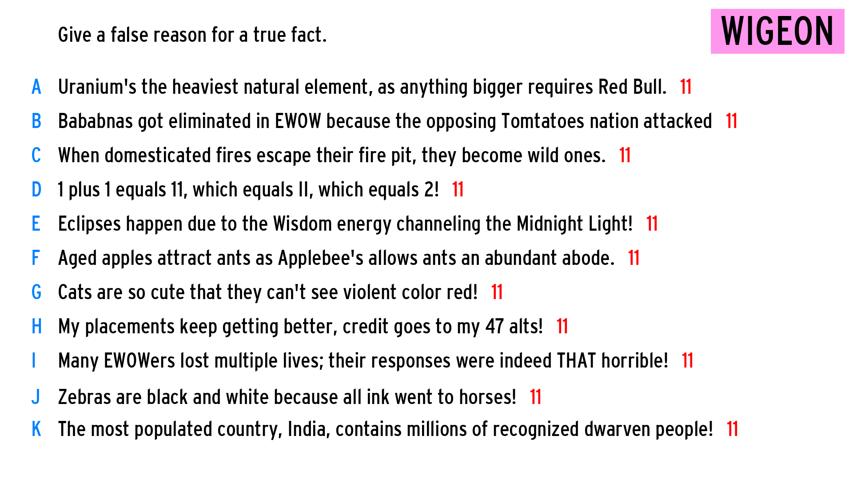 Give a false reason for a true fact.
WIGEON
A Uranium's the heaviest natural element, as anything bigger requires Red Bull. 11
B Bababnas got eliminated in EWOW because the opposing Tomtatoes nation attacked 11
C When domesticated fires escape their fire pit, they become wild ones. 11
D 1 plus 1 equals 11, which equals II, which equals 2! 11
E Eclipses happen due to the Wisdom energy channeling the Midnight Light! 11
F Aged apples attract ants as Applebee's allows ants an abundant abode. 11
G Cats are so cute that they can't see violent color red! 11
H My placements keep getting better, credit goes to my 47 alts! 11
I Many EWOWers lost multiple lives; their responses were indeed THAT horrible! 11
J Zebras are black and white because all ink went to horses! 11
K The most populated country, India, contains millions of recognized dwarven people! 11